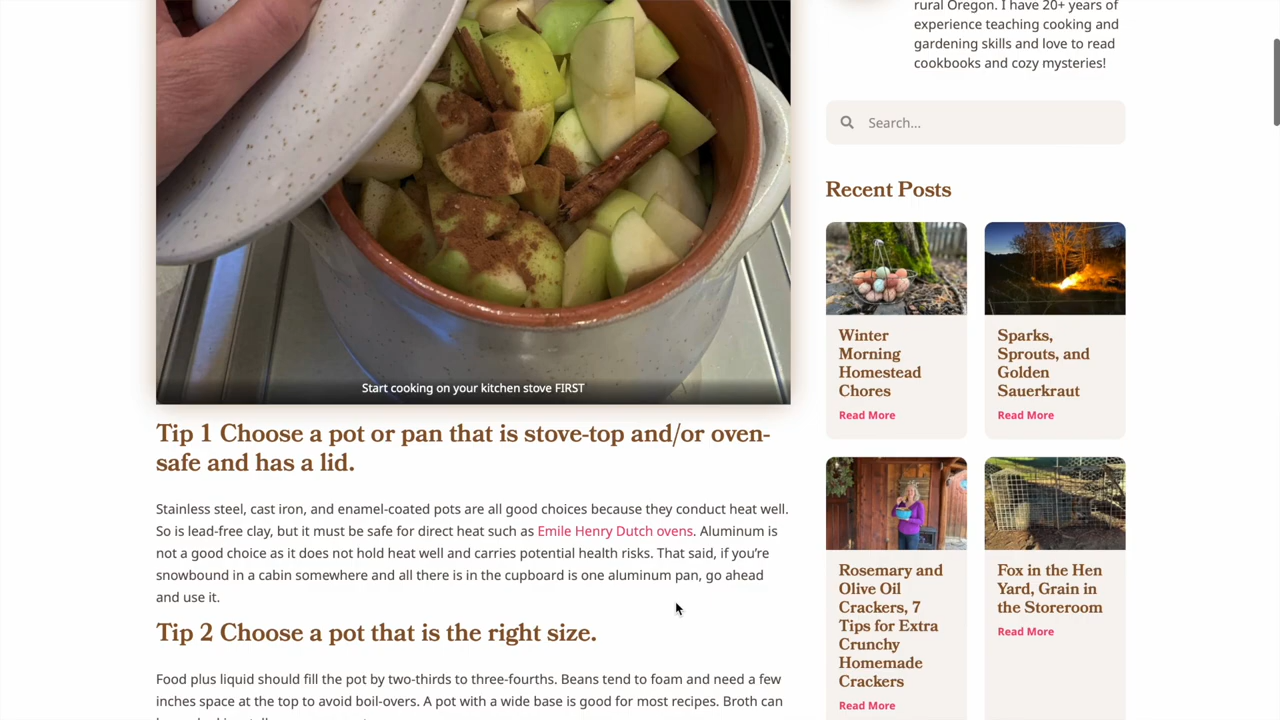 rural Oregon. I have 20+ years of
experience teaching cooking and
gardening skills and love to read
cookbooks and cozy mysteries!
Search...
Recent Posts
Start cooking on your kitchen stove FIRST
Tip 1 Choose a pot or pan that is stove-top and/or oven-
safe and has a lid.
Stainless steel, cast iron, and enamel-coated pots are all good choices because they conduct heat well.
So is lead-free clay, but it must be safe for direct heat such as Emile Henry Dutch ovens. Aluminum is
not a good choice as it does not hold heat well and carries potential health risks. That said, if you’re
snowbound in a cabin somewhere and all there is in the cupboard is one aluminum pan, go ahead
and use it.
Tip 2 Choose a pot that is the right size.
Food plus liquid should fill the pot by two-thirds to three-fourths. Beans tend to foam and need a few
inches space at the top to avoid boil-overs. A pot with a wide base is good for most recipes. Broth can
Winter
Morning
Homestead
Chores
Read More
Sparks,
Sprouts, and
Golden
Sauerkraut
Read More
Rosemary and
Olive Oil
Crackers, 7
Tips for Extra
Crunchy
Homemade
Crackers
Read More
Fox in the Hen
Yard, Grain in
the Storeroom
Read More